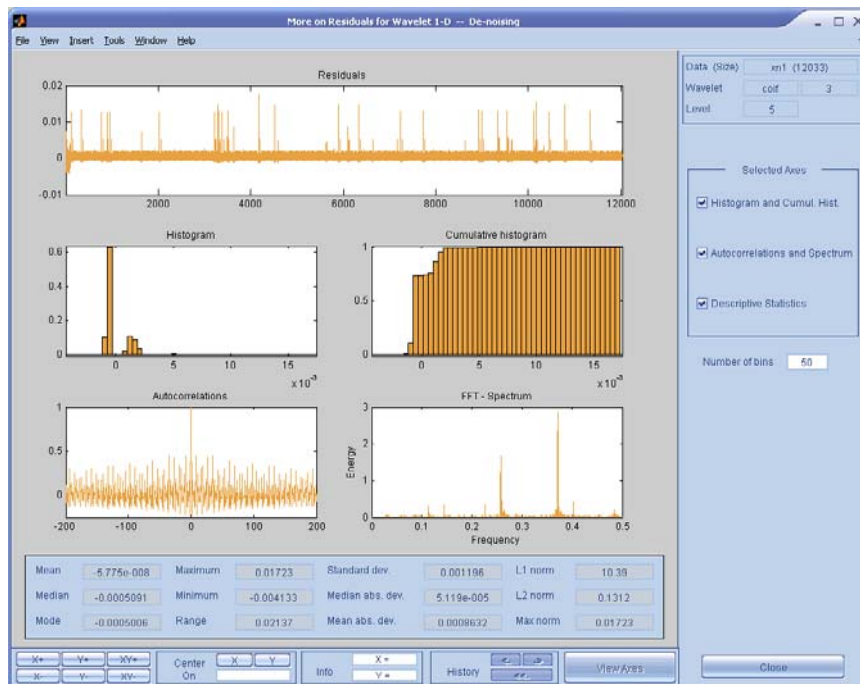 More on Residuals for Wavelet 1-D -- De-noising
File View Insert Tools Window Help
Residuals
0.02
0.01
0
-0.01
2000 4000 6000 8000 10000 12000
Histogram
0.6
0.4
0.2
0
0 5 10 15
x 10⁻³
Cumulative histogram
1
0.5
0
0 5 10 15
x 10⁻³
Autocorrelations
1
0.5
0
-200 -100 0 100 200
FFT - Spectrum
Energy
3
2
1
0
0 0.1 0.2 0.3 0.4 0.5
Frequency
Mean -5.775e-008 Maximum 0.01723 Standard dev. 0.001196 L1 norm 10.39
Median -0.0005091 Minimum -0.004133 Median abs. dev. 5.119e-005 L2 norm 0.1312
Mode -0.0005006 Range 0.02137 Mean abs. dev. 0.0008632 Max norm 0.01723
Data (Size) xn1 (12033)
Wavelet coif 3
Level 5
Selected Axes
Histogram and Cumul. Hist.
Autocorrelations and Spectrum
Descriptive Statistics
Number of bins 50
X+ Y+ XY+
X- Y- XY-
Center On X Y
Info X =
Y =
History <- ->
<<-
View Axes
Close